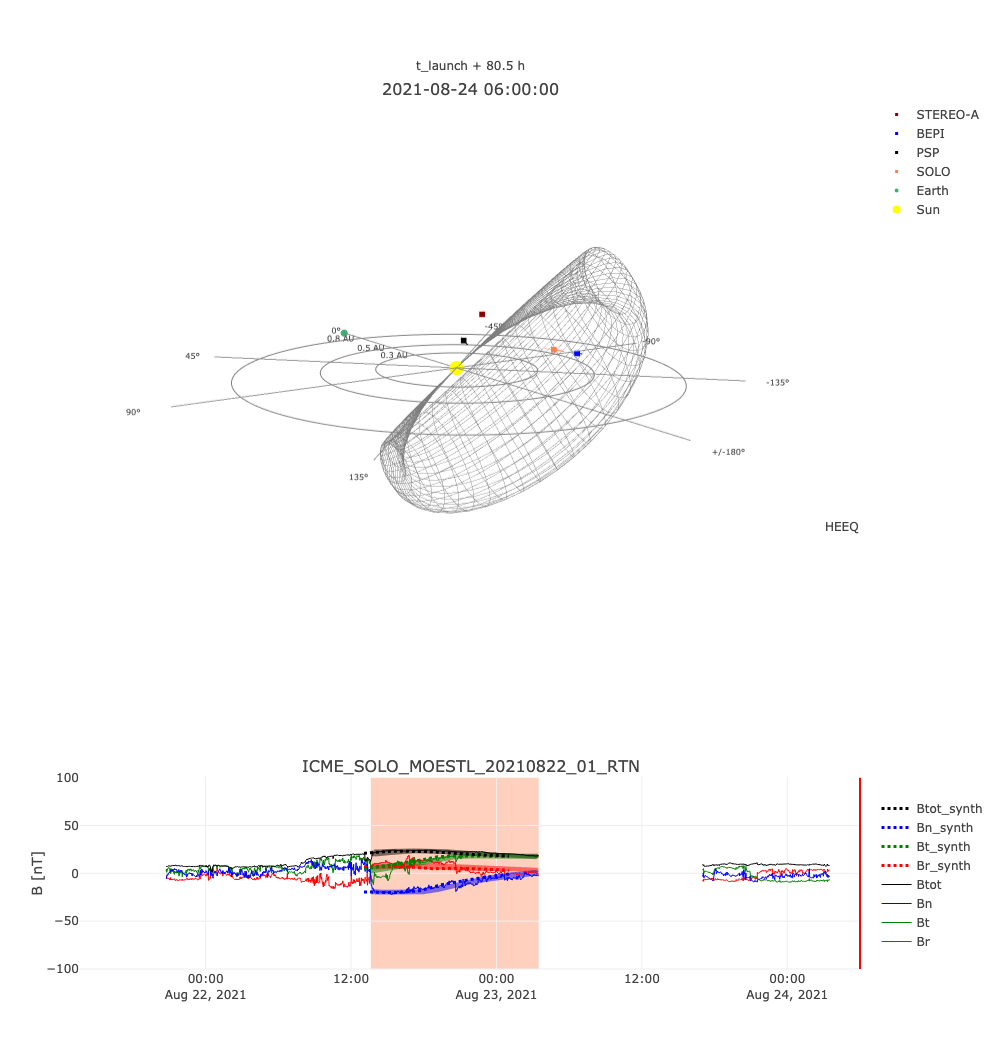 t_launch + 80.5 h
2021-08-24 06:00:00
STEREO-A
BEPI
PSP
SOLO
Earth
Sun
0°
0.8 AU
0.5 AU
0.3 AU
-45°
-90°
45°
-135°
90°
+/-180°
135°
HEEQ
ICME_SOLO_MOESTL_20210822_01_RTN
B [nT]
100
50
0
−50
−100
00:00
Aug 22, 2021
12:00
00:00
Aug 23, 2021
12:00
00:00
Aug 24, 2021
Btot_synth
Bn_synth
Bt_synth
Br_synth
Btot
Bn
Bt
Br